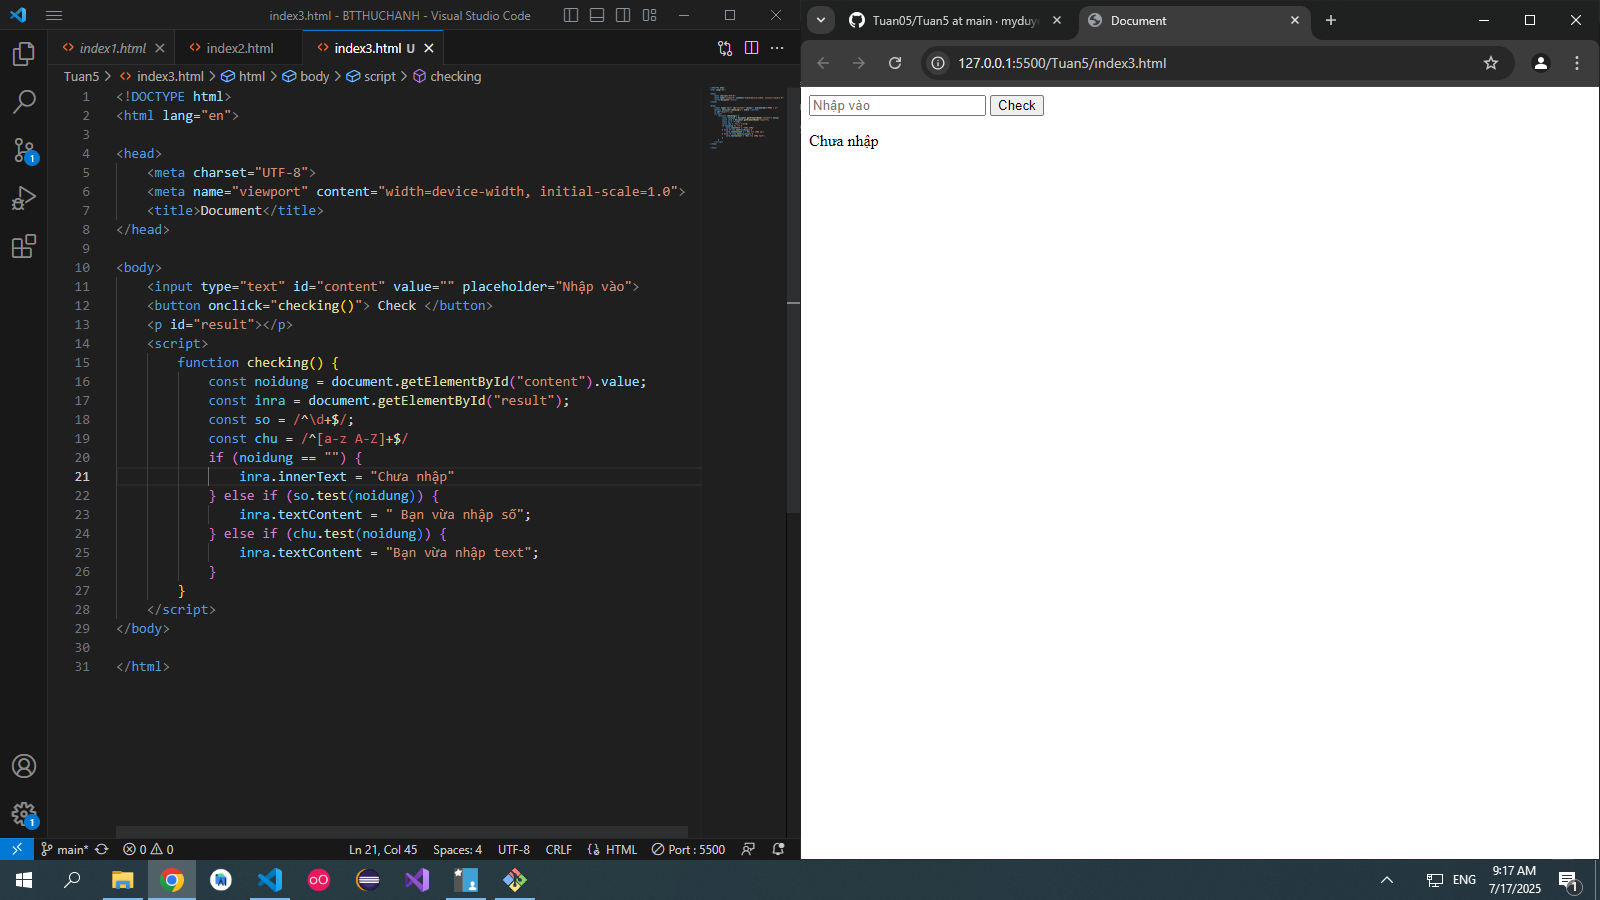 index3.html - BTTHUCHANH - Visual Studio Code
index1.html
index2.html
index3.html U
Tuan5 > index3.html > html > body > script > checking
1 <!DOCTYPE html>
2 <html lang="en">
3
4 <head>
5 <meta charset="UTF-8">
6 <meta name="viewport" content="width=device-width, initial-scale=1.0">
7 <title>Document</title>
8 </head>
9
10 <body>
11 <input type="text" id="content" value="" placeholder="Nhập vào">
12 <button onclick="checking()"> Check </button>
13 <p id="result"></p>
14 <script>
15 function checking() {
16 const noidung = document.getElementById("content").value;
17 const inra = document.getElementById("result");
18 const so = /^\d+$/;
19 const chu = /^[a-z A-Z]+$/
20 if (noidung == "") {
21 inra.innerText = "Chưa nhập"
22 } else if (so.test(noidung)) {
23 inra.textContent = " Bạn vừa nhập số";
24 } else if (chu.test(noidung)) {
25 inra.textContent = "Bạn vừa nhập text";
26 }
27 }
28 </script>
29 </body>
30
31 </html>
1
1
main*
0 0
Ln 21, Col 45
Spaces: 4
UTF-8
CRLF
HTML
Port : 5500
Tuan05/Tuan5 at main · myduy
Document
127.0.0.1:5500/Tuan5/index3.html
Nhập vào
Check
Chưa nhập
ENG
9:17 AM
7/17/2025
1